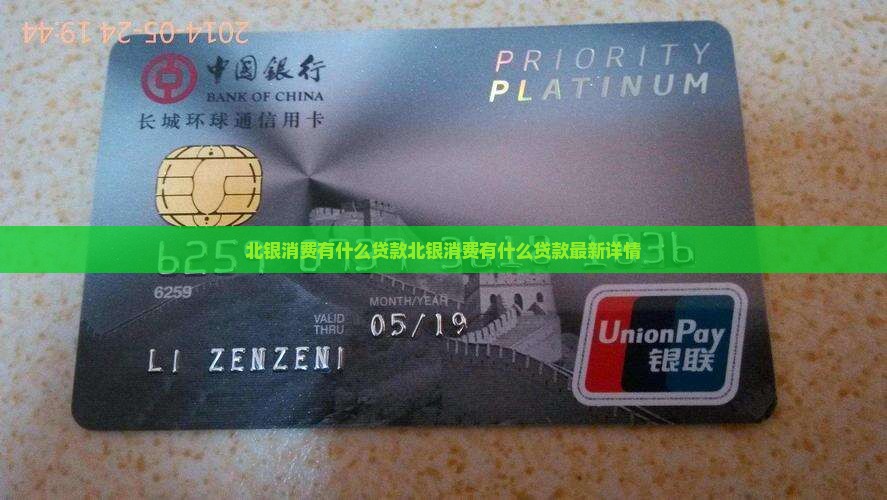 2014-05-24 19:44
中国银行
BANK OF CHINA
长城环球通信用卡
PRIORITY
PLATINUM
北银消费有什么贷款北银消费有什么贷款最新详情
6259
MONTH/YEAR
VALID
THRU
05/19
LI ZENZENI
UnionPay
银联